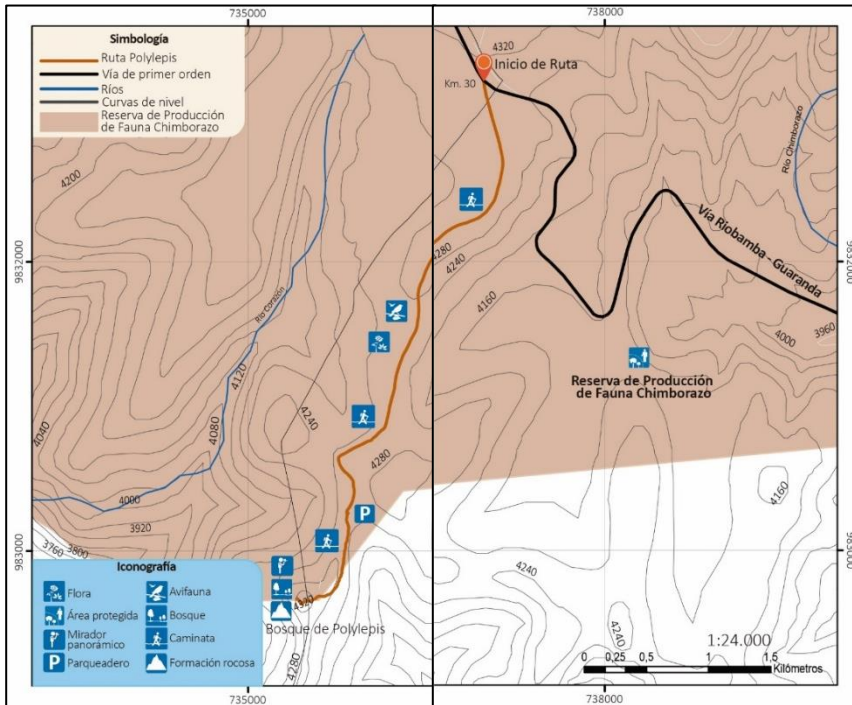 735000
738000
Simbología
Ruta Polylepis
Vía de primer orden
Ríos
Curvas de nivel
Reserva de Producción
de Fauna Chimborazo
4320
Inicio de Ruta
Km. 30
Río Chimborazo
4200
9832000
9832000
4280
4240
Vía Riobamba - Guaranda
4160
4000
3960
Río Corazón
4120
Reserva de Producción
de Fauna Chimborazo
4240
4040
4080
4280
4160
4000
3920
3760
3800
983000
983000
4240
Iconografía
Flora
Avifauna
Área protegida
Bosque
Mirador
panorámico
Caminata
P
Parqueadero
Formación rocosa
P
4320
Bosque de Polylepis
4280
4240
1:24.000
0 0,25 0,5 1 1,5
Kilómetros
735000
738000